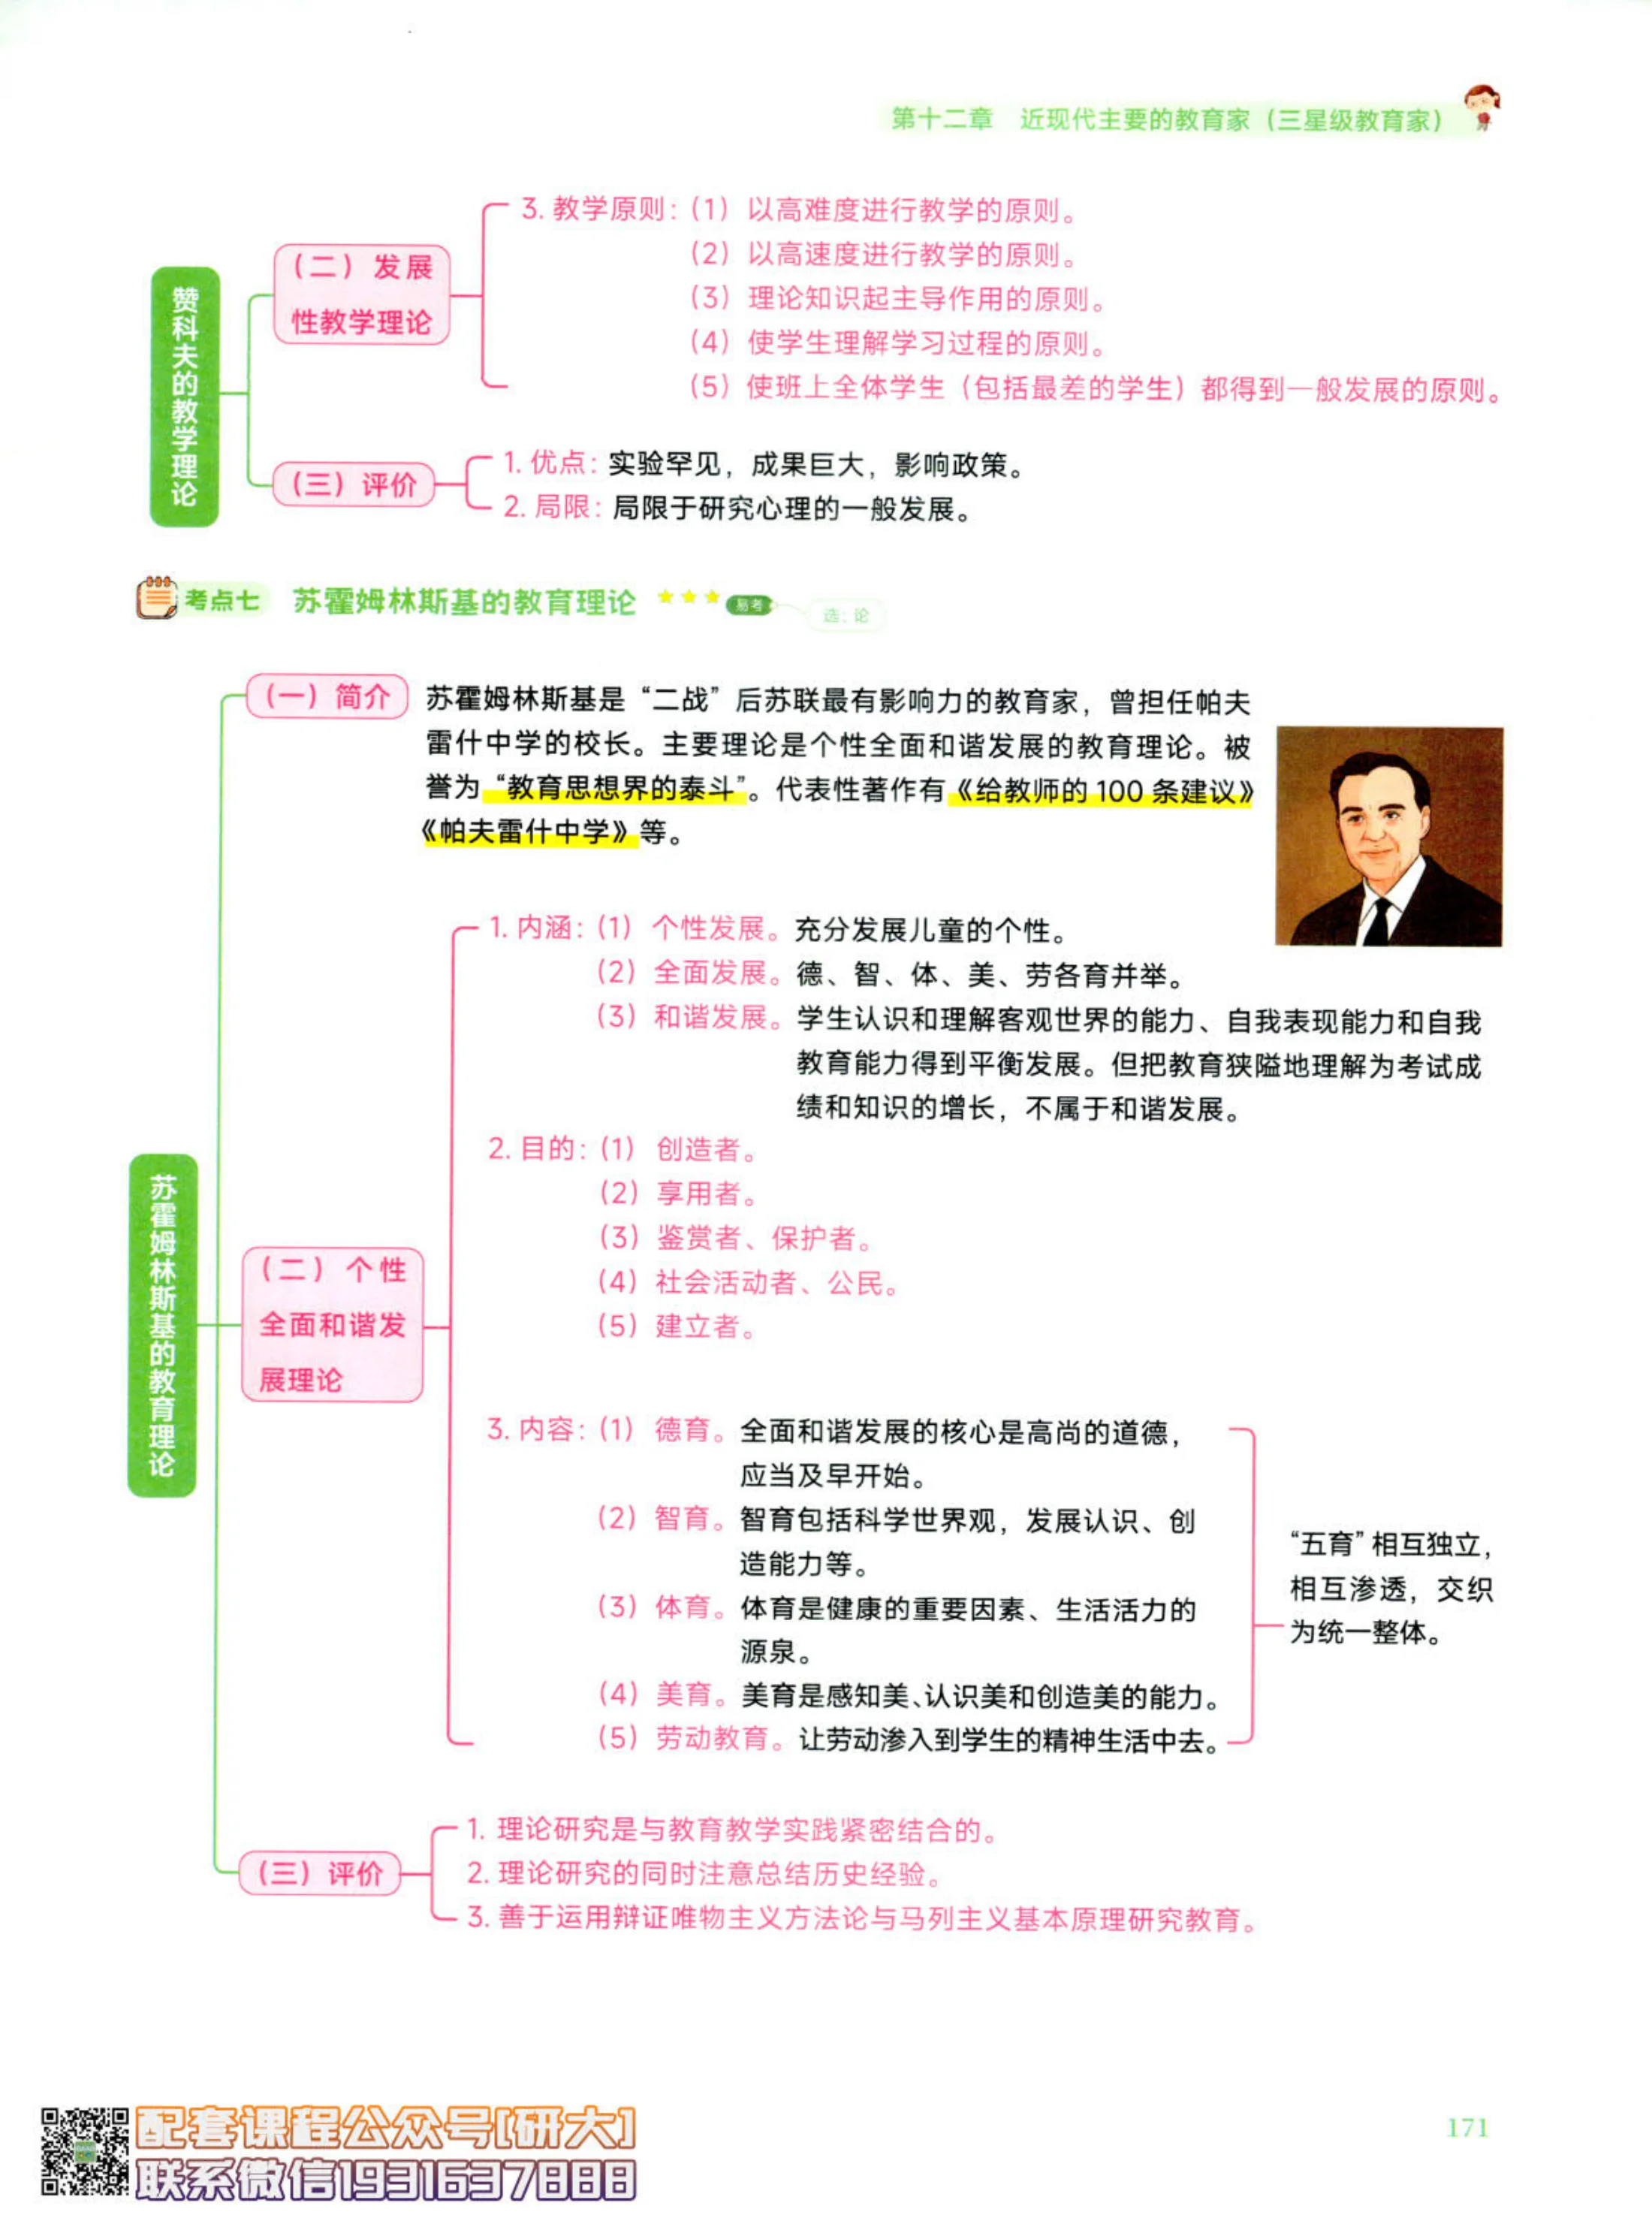 第十二章 近现代主要的教育家（三星级教育家）
赞科夫的教学理论
（二）发展
性教学理论
3. 教学原则：（1）以高难度进行教学的原则。
（2）以高速度进行教学的原则。
（3）理论知识起主导作用的原则。
（4）使学生理解学习过程的原则。
（5）使班上全体学生（包括最差的学生）都得到一般发展的原则。
（三）评价
1. 优点：实验罕见，成果巨大，影响政策。
2. 局限：局限于研究心理的一般发展。
考点七 苏霍姆林斯基的教育理论 ★★★ 易考 选；论
苏霍姆林斯基的教育理论
（一）简介
苏霍姆林斯基是“二战”后苏联最有影响力的教育家，曾担任帕夫
雷什中学的校长。主要理论是个性全面和谐发展的教育理论。被
誉为“教育思想界的泰斗”。代表性著作有《给教师的 100 条建议》
《帕夫雷什中学》等。
（二）个性
全面和谐发
展理论
1. 内涵：（1）个性发展。充分发展儿童的个性。
（2）全面发展。德、智、体、美、劳各育并举。
（3）和谐发展。学生认识和理解客观世界的能力、自我表现能力和自我
教育能力得到平衡发展。但把教育狭隘地理解为考试成
绩和知识的增长，不属于和谐发展。
2. 目的：（1）创造者。
（2）享用者。
（3）鉴赏者、保护者。
（4）社会活动者、公民。
（5）建立者。
3. 内容：（1）德育。全面和谐发展的核心是高尚的道德，
应当及早开始。
（2）智育。智育包括科学世界观，发展认识、创
造能力等。
（3）体育。体育是健康的重要因素、生活活力的
源泉。
（4）美育。美育是感知美、认识美和创造美的能力。
（5）劳动教育。让劳动渗入到学生的精神生活中去。
“五育”相互独立，
相互渗透，交织
为统一整体。
（三）评价
1. 理论研究是与教育教学实践紧密结合的。
2. 理论研究的同时注意总结历史经验。
3. 善于运用辩证唯物主义方法论与马列主义基本原理研究教育。
配套课程公众号[研大]
联系微信1931637888
171